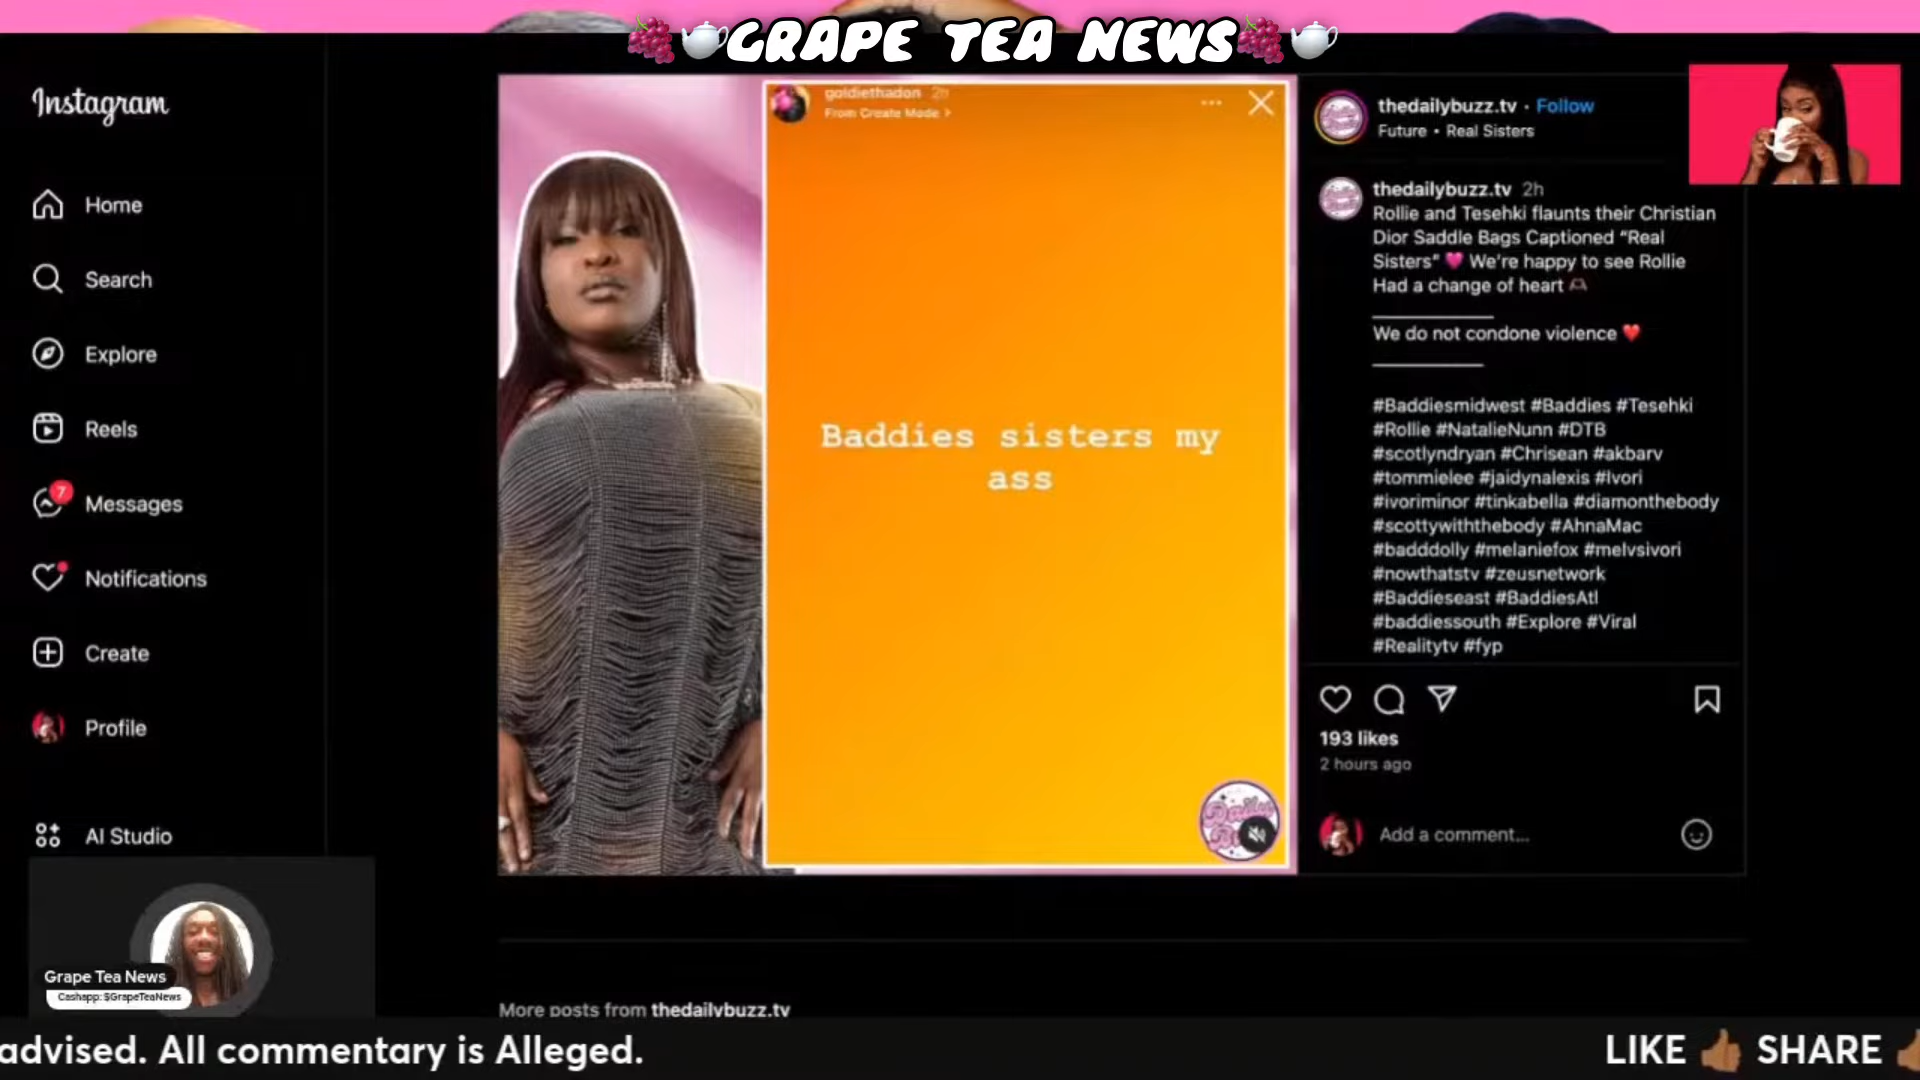 🍇🫖GRAPE TEA NEWS🍇🫖
Instagram
Home
Search
Explore
Reels
7
Messages
Notifications
Create
Profile
AI Studio
goldiethadon 2h
From Create Mode >
Baddies sisters my
ass
thedailybuzz.tv • Follow
Future • Real Sisters
thedailybuzz.tv 2h
Rollie and Tesehki flaunts their Christian
Dior Saddle Bags Captioned “Real
Sisters” 💗 We're happy to see Rollie
Had a change of heart 🫶🏾
We do not condone violence ❤️
#Baddiesmidwest #Baddies #Tesehki
#Rollie #NatalieNunn #DTB
#scotlyndryan #Chrisean #akbarv
#tommielee #jaidynalexis #Ivori
#ivoriminor #tinkabella #diamonthebody
#scottywiththebody #AhnaMac
#badddolly #melaniefox #melvsivori
#nowthatstv #zeusnetwork
#Baddieseast #BaddiesAtl
#baddiessouth #Explore #Viral
#Realitytv #fyp
193 likes
2 hours ago
Add a comment...
Grape Tea News
Cashapp: $GrapeTeaNews
More posts from thedailybuzz.tv
advised. All commentary is Alleged.
LIKE 👍🏾 SHARE